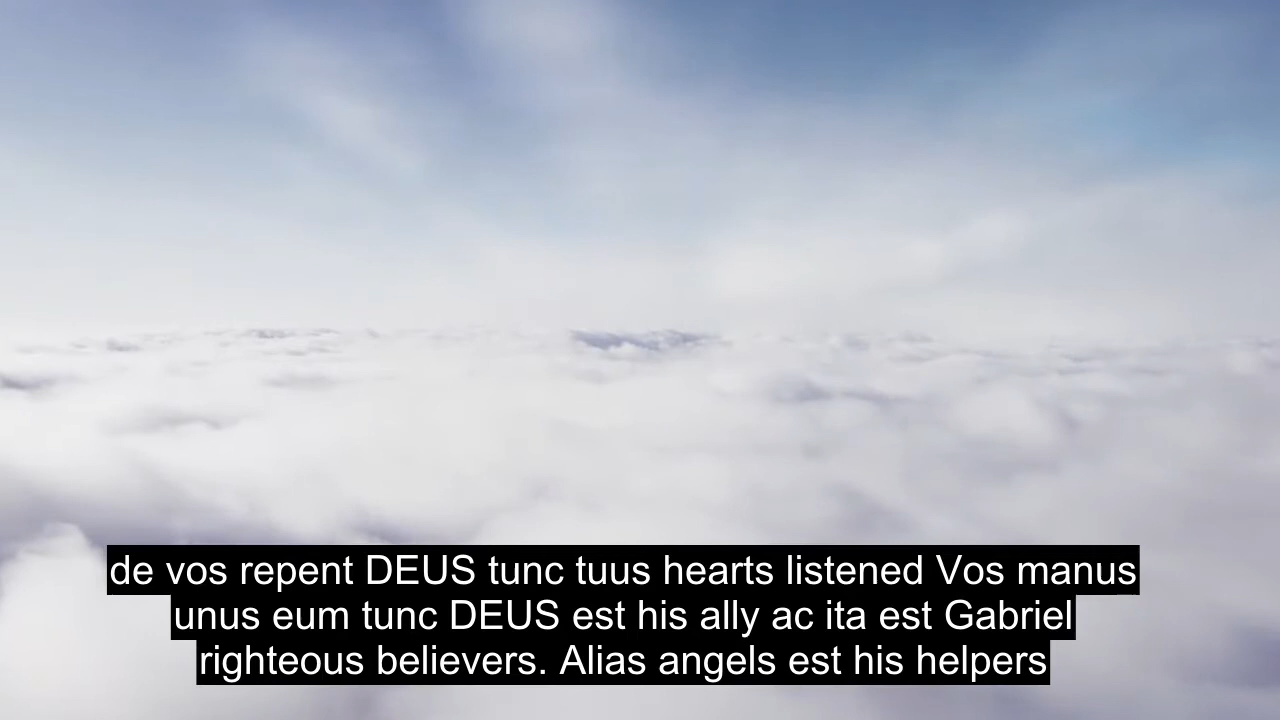 de vos repent DEUS tunc tuus hearts listened Vos manus
unus eum tunc DEUS est his ally ac ita est Gabriel
righteous believers. Alias angels est his helpers